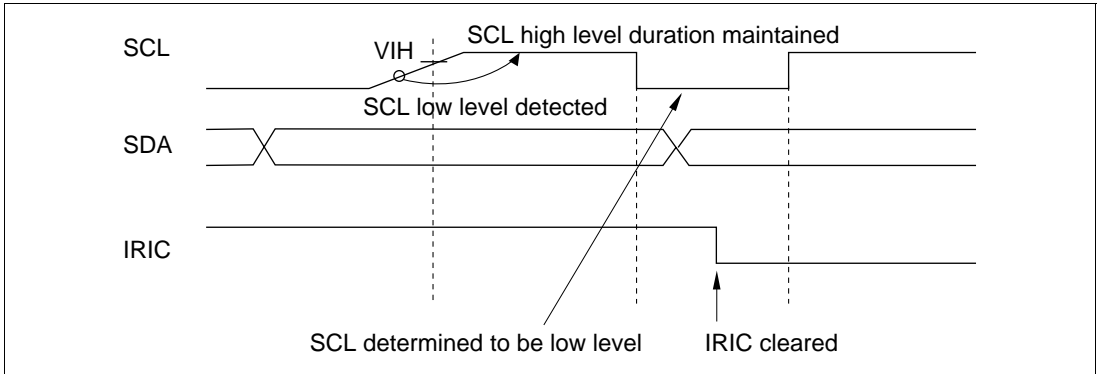 SCL
VIH
SCL high level duration maintained
SCL low level detected
SDA
IRIC
SCL determined to be low level
IRIC cleared